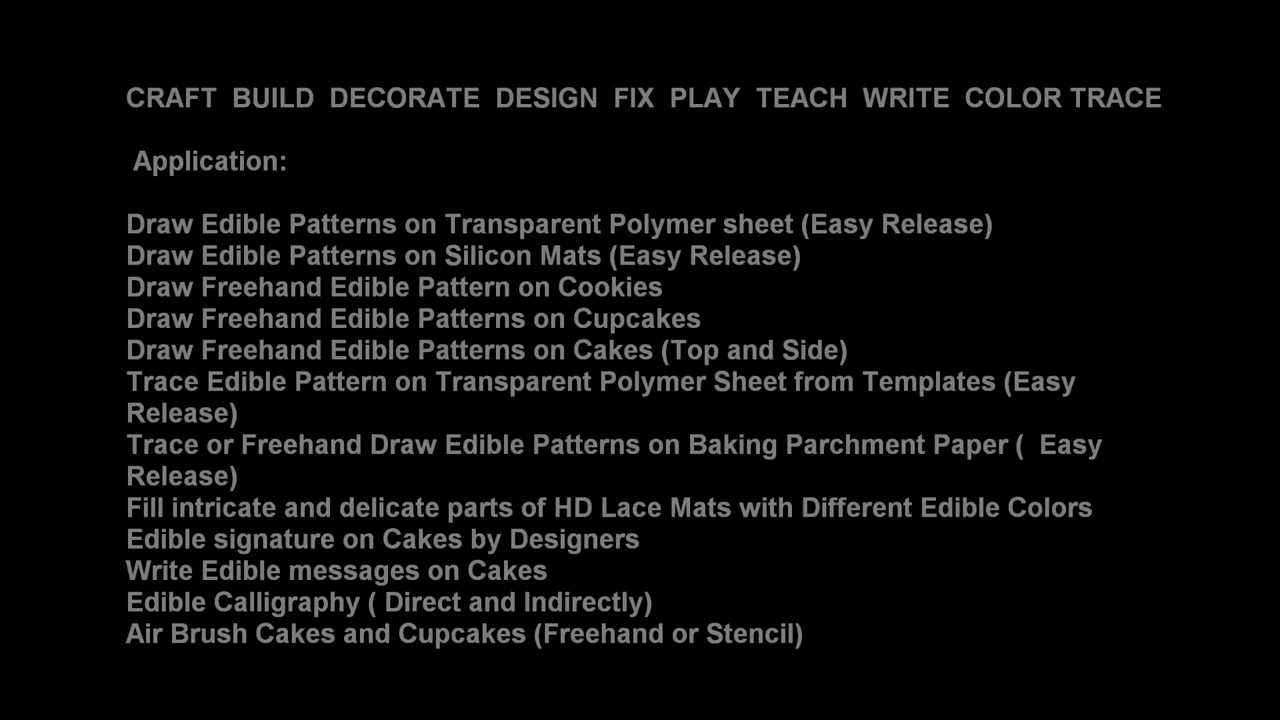 CRAFT BUILD DECORATE DESIGN FIX PLAY TEACH WRITE COLOR TRACE
Application:
Draw Edible Patterns on Transparent Polymer sheet (Easy Release)
Draw Edible Patterns on Silicon Mats (Easy Release)
Draw Freehand Edible Pattern on Cookies
Draw Freehand Edible Patterns on Cupcakes
Draw Freehand Edible Patterns on Cakes (Top and Side)
Trace Edible Pattern on Transparent Polymer Sheet from Templates (Easy
Release)
Trace or Freehand Draw Edible Patterns on Baking Parchment Paper (  Easy
Release)
Fill intricate and delicate parts of HD Lace Mats with Different Edible Colors
Edible signature on Cakes by Designers
Write Edible messages on Cakes
Edible Calligraphy ( Direct and Indirectly)
Air Brush Cakes and Cupcakes (Freehand or Stencil)